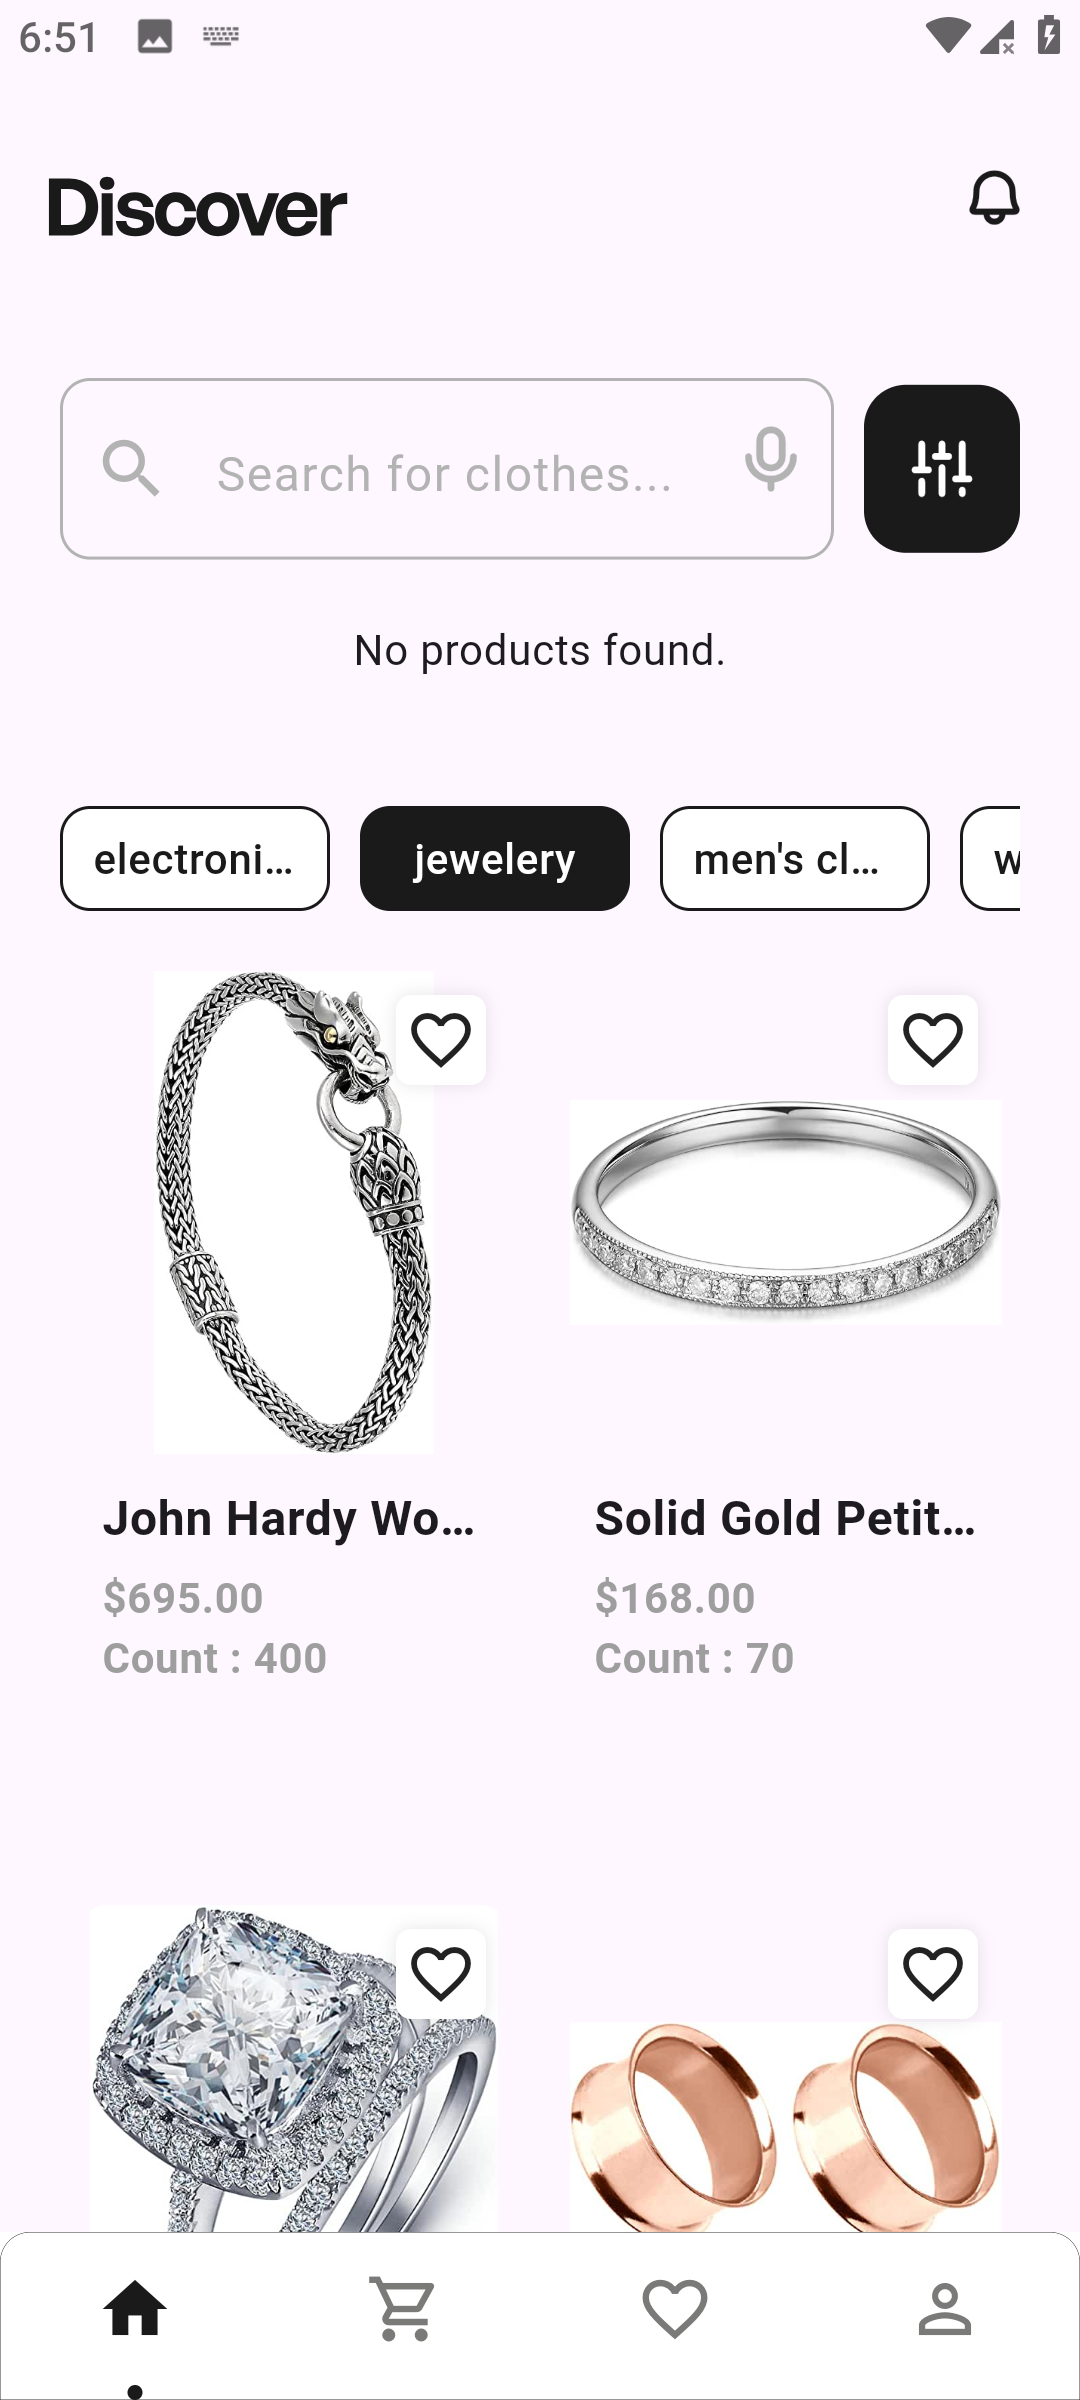 6:51
Discover
Search for clothes...
No products found.
electroni...
jewelery
men's cl...
w
John Hardy Wo...
Solid Gold Petit...
$695.00
$168.00
Count : 400
Count : 70